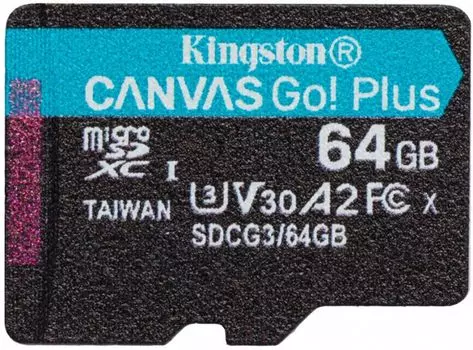 Kingston®
CANVAS Go! Plus
micro SD XC I
64GB
TAIWAN U3 V30 A2 FC X
SDCG3/64GB